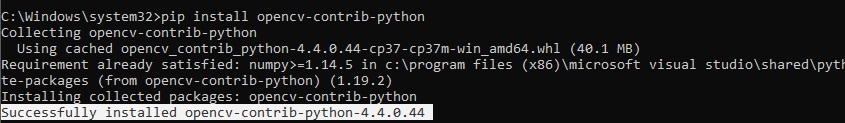 C:\Windows\system32>pip install opencv-contrib-python
Collecting opencv-contrib-python
  Using cached opencv_contrib_python-4.4.0.44-cp37-cp37m-win_amd64.whl (40.1 MB)
Requirement already satisfied: numpy>=1.14.5 in c:\program files (x86)\microsoft visual studio\shared\pyth
te-packages (from opencv-contrib-python) (1.19.2)
Installing collected packages: opencv-contrib-python
Successfully installed opencv-contrib-python-4.4.0.44